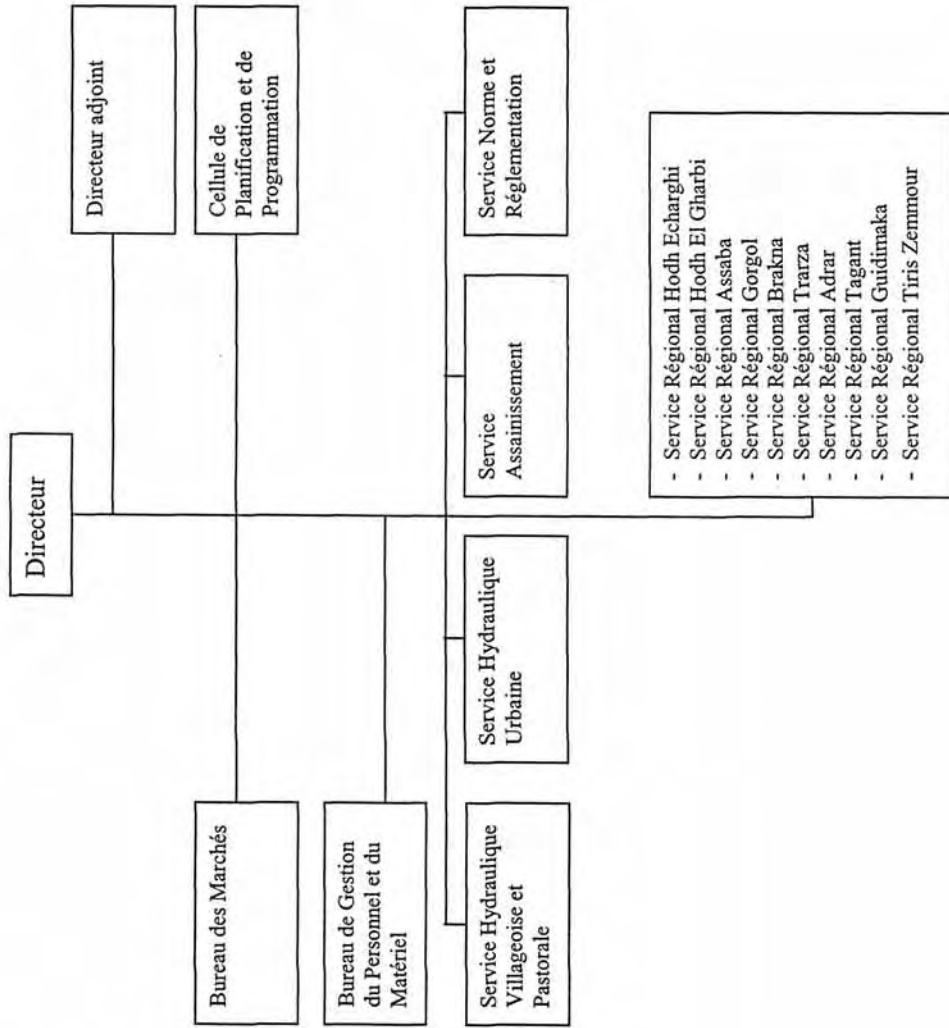 Directeur
Directeur adjoint
Bureau des Marchés
Cellule de
Planification et de
Programmation
Bureau de Gestion
du Personnel et du
Matériel
Service Hydraulique
Villageoise et
Pastorale
Service Hydraulique
Urbaine
Service
Assainissement
Service Norme et
Réglementation
- Service Régional Hodh Echarghi
- Service Régional Hodh El Gharbi
- Service Régional Assaba
- Service Régional Gorgol
- Service Régional Brakna
- Service Régional Trarza
- Service Régional Adrar
- Service Régional Tagant
- Service Régional Guidimaka
- Service Régional Tiris Zemmour